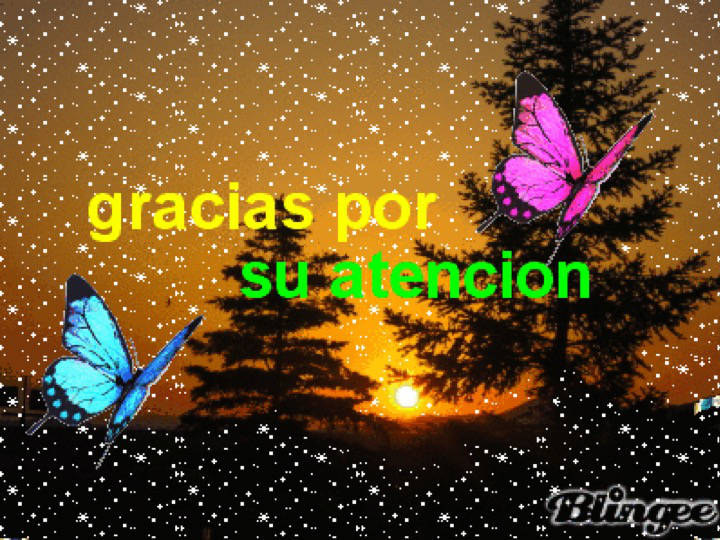 gracias por
su atencion
Blingee